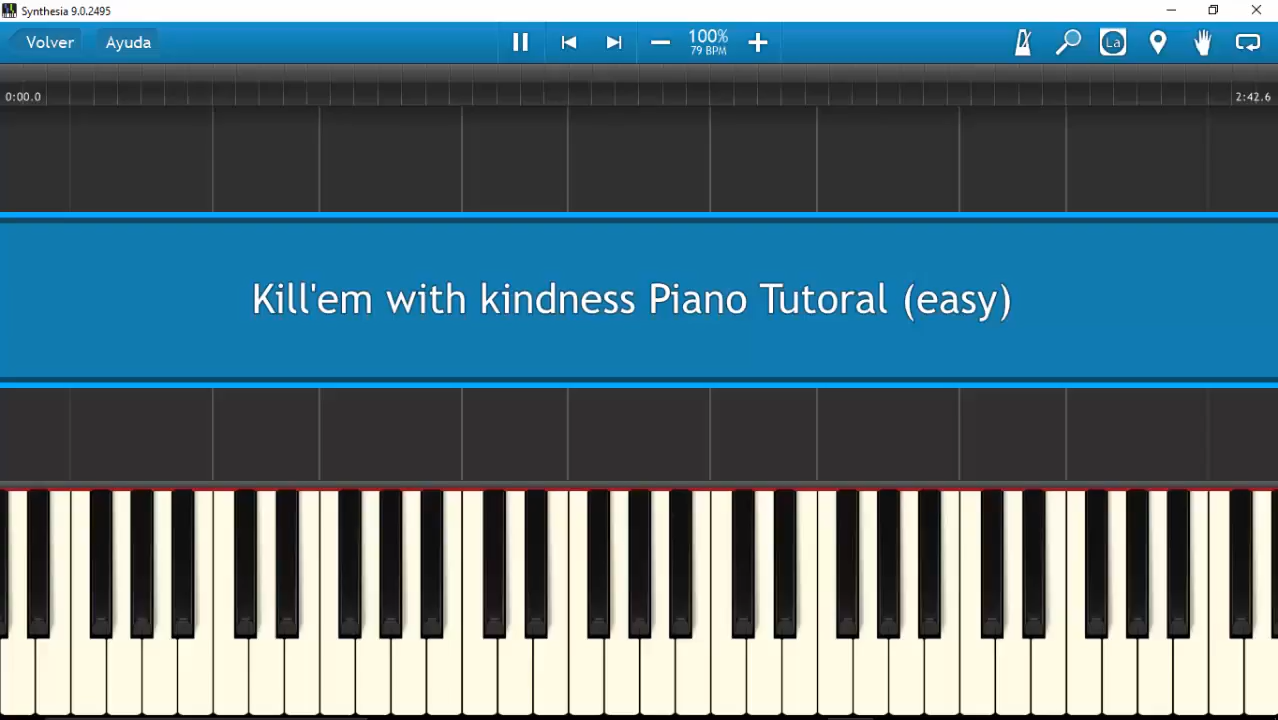 Synthesia 9.0.2495
Volver
Ayuda
100%
79 BPM
La
0:00.0
2:42.6
Kill'em with kindness Piano Tutoral (easy)